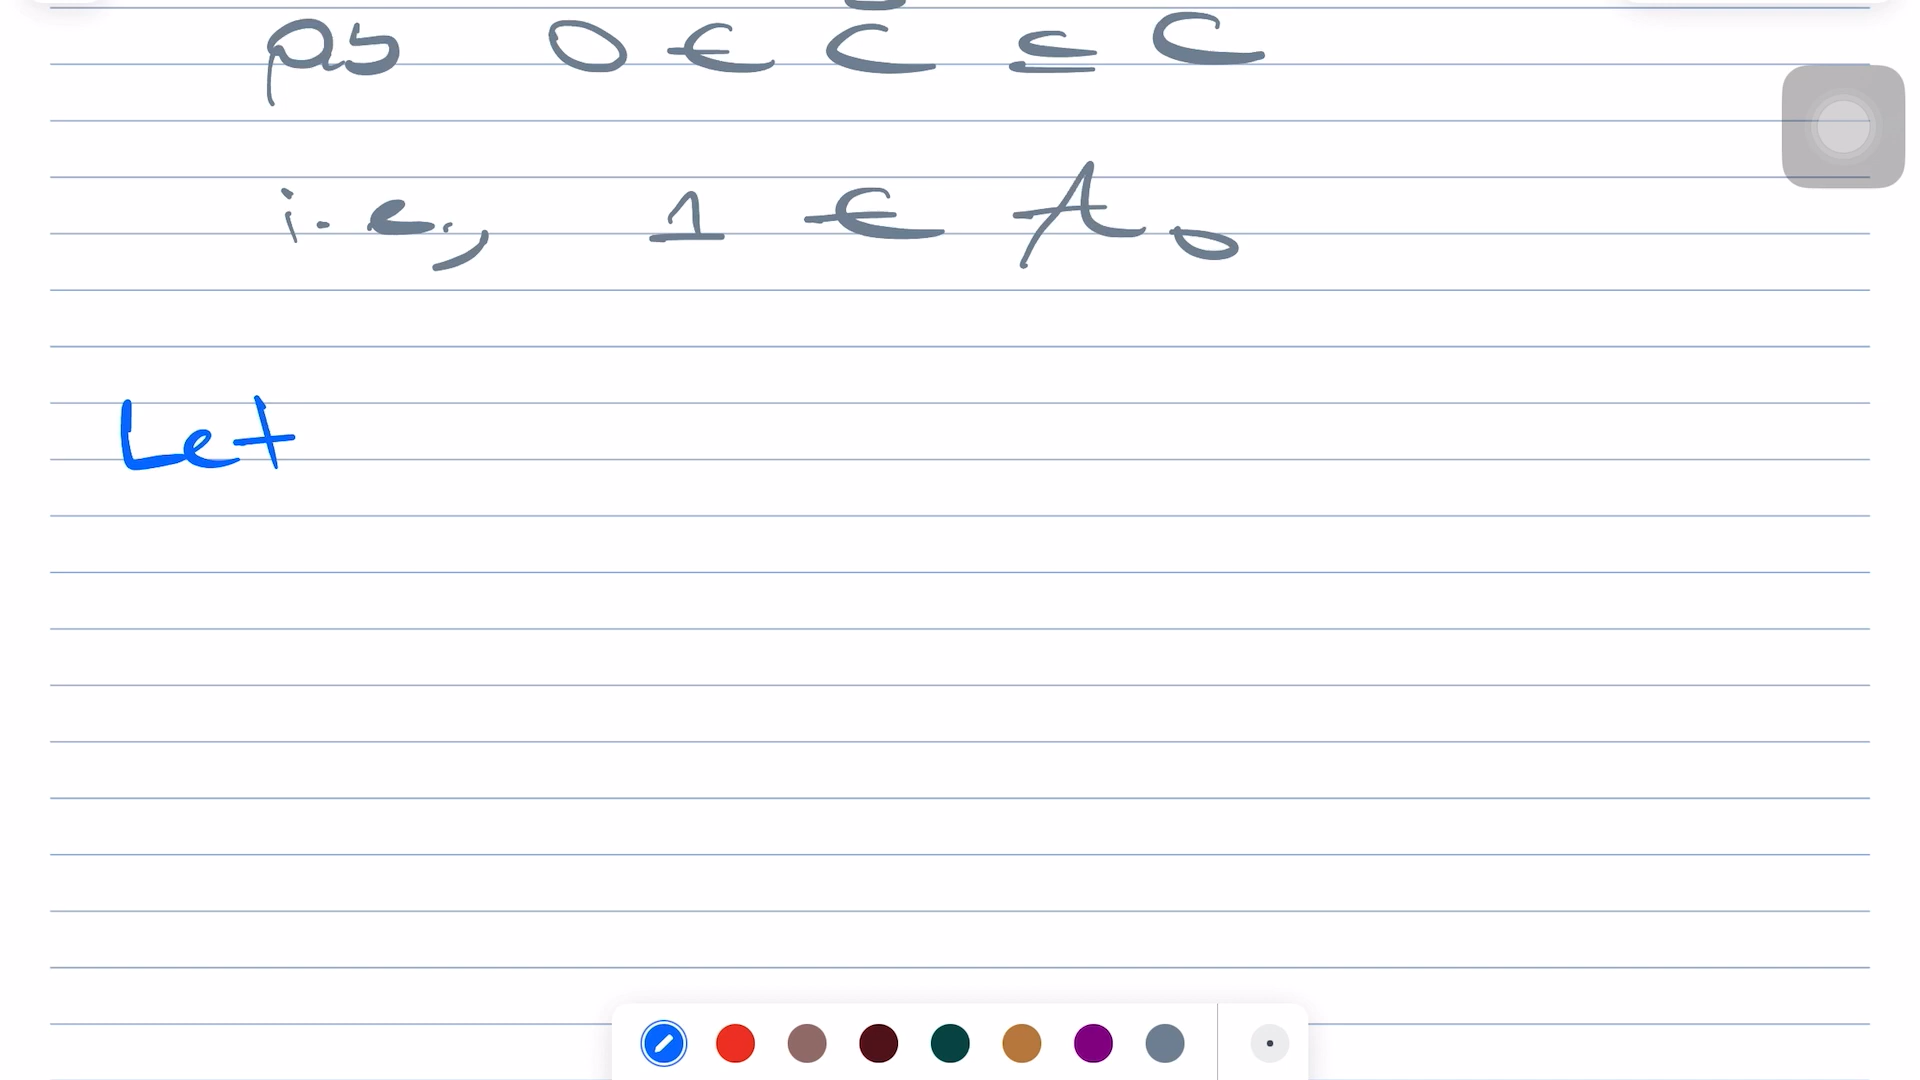 as 0 ∈ C° ⊆ C
i.e., 1 ∈ A₀
Let